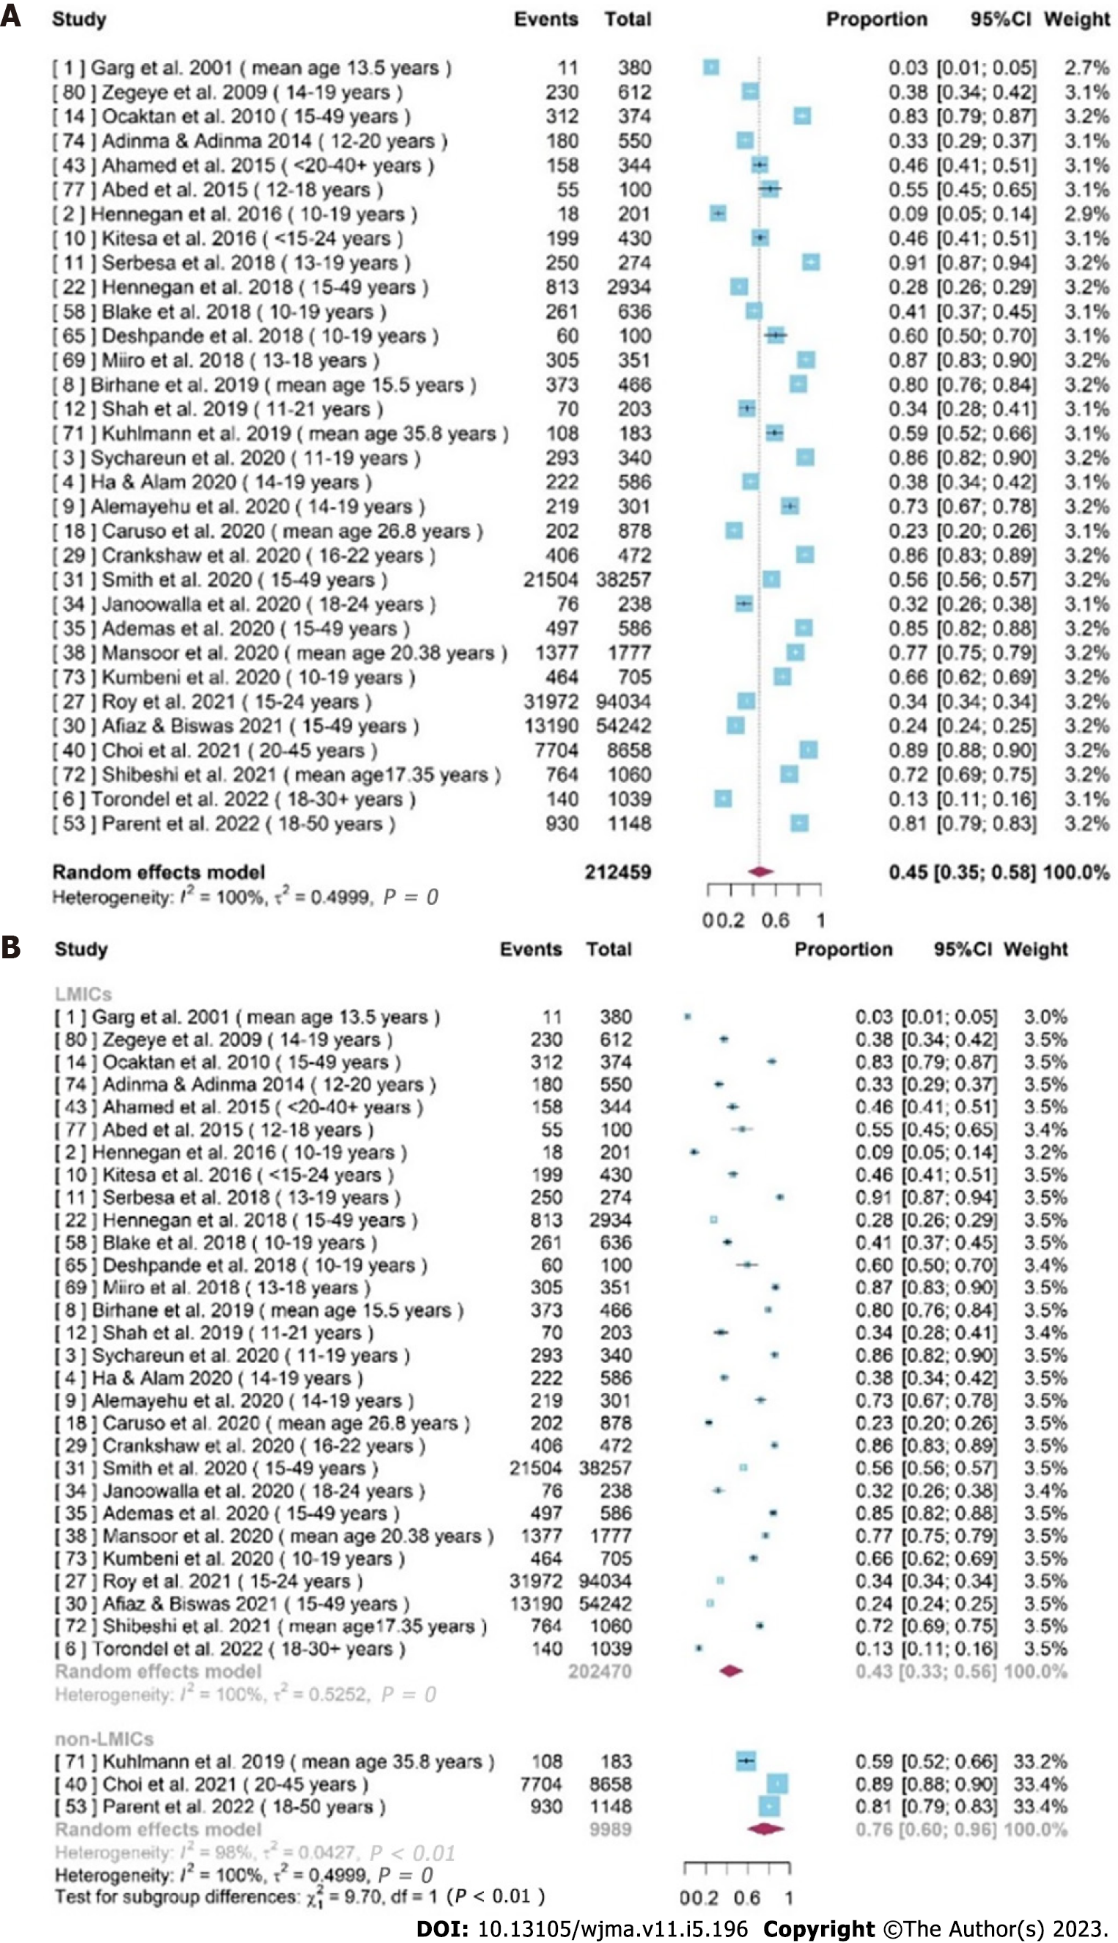 A
Study Events Total Proportion 95%CI Weight
[ 1 ] Garg et al. 2001 ( mean age 13.5 years ) 11 380 0.03 [0.01; 0.05] 2.7%
[ 80 ] Zegeye et al. 2009 ( 14-19 years ) 230 612 0.38 [0.34; 0.42] 3.1%
[ 14 ] Ocaktan et al. 2010 ( 15-49 years ) 312 374 0.83 [0.79; 0.87] 3.2%
[ 74 ] Adinma & Adinma 2014 ( 12-20 years ) 180 550 0.33 [0.29; 0.37] 3.1%
[ 43 ] Ahamed et al. 2015 ( <20-40+ years ) 158 344 0.46 [0.41; 0.51] 3.1%
[ 77 ] Abed et al. 2015 ( 12-18 years ) 55 100 0.55 [0.45; 0.65] 3.1%
[ 2 ] Hennegan et al. 2016 ( 10-19 years ) 18 201 0.09 [0.05; 0.14] 2.9%
[ 10 ] Kitesa et al. 2016 ( <15-24 years ) 199 430 0.46 [0.41; 0.51] 3.1%
[ 11 ] Serbesa et al. 2018 ( 13-19 years ) 250 274 0.91 [0.87; 0.94] 3.2%
[ 22 ] Hennegan et al. 2018 ( 15-49 years ) 813 2934 0.28 [0.26; 0.29] 3.2%
[ 58 ] Blake et al. 2018 ( 10-19 years ) 261 636 0.41 [0.37; 0.45] 3.1%
[ 65 ] Deshpande et al. 2018 ( 10-19 years ) 60 100 0.60 [0.50; 0.70] 3.1%
[ 69 ] Miiro et al. 2018 ( 13-18 years ) 305 351 0.87 [0.83; 0.90] 3.2%
[ 8 ] Birhane et al. 2019 ( mean age 15.5 years ) 373 466 0.80 [0.76; 0.84] 3.2%
[ 12 ] Shah et al. 2019 ( 11-21 years ) 70 203 0.34 [0.28; 0.41] 3.1%
[ 71 ] Kuhlmann et al. 2019 ( mean age 35.8 years ) 108 183 0.59 [0.52; 0.66] 3.1%
[ 3 ] Sychareun et al. 2020 ( 11-19 years ) 293 340 0.86 [0.82; 0.90] 3.2%
[ 4 ] Ha & Alam 2020 ( 14-19 years ) 222 586 0.38 [0.34; 0.42] 3.1%
[ 9 ] Alemayehu et al. 2020 ( 14-19 years ) 219 301 0.73 [0.67; 0.78] 3.2%
[ 18 ] Caruso et al. 2020 ( mean age 26.8 years ) 202 878 0.23 [0.20; 0.26] 3.1%
[ 29 ] Crankshaw et al. 2020 ( 16-22 years ) 406 472 0.86 [0.83; 0.89] 3.2%
[ 31 ] Smith et al. 2020 ( 15-49 years ) 21504 38257 0.56 [0.56; 0.57] 3.2%
[ 34 ] Janoowalla et al. 2020 ( 18-24 years ) 76 238 0.32 [0.26; 0.38] 3.1%
[ 35 ] Ademas et al. 2020 ( 15-49 years ) 497 586 0.85 [0.82; 0.88] 3.2%
[ 38 ] Mansoor et al. 2020 ( mean age 20.38 years ) 1377 1777 0.77 [0.75; 0.79] 3.2%
[ 73 ] Kumbeni et al. 2020 ( 10-19 years ) 464 705 0.66 [0.62; 0.69] 3.2%
[ 27 ] Roy et al. 2021 ( 15-24 years ) 31972 94034 0.34 [0.34; 0.34] 3.2%
[ 30 ] Afiaz & Biswas 2021 ( 15-49 years ) 13190 54242 0.24 [0.24; 0.25] 3.2%
[ 40 ] Choi et al. 2021 ( 20-45 years ) 7704 8658 0.89 [0.88; 0.90] 3.2%
[ 72 ] Shibeshi et al. 2021 ( mean age17.35 years ) 764 1060 0.72 [0.69; 0.75] 3.2%
[ 6 ] Torondel et al. 2022 ( 18-30+ years ) 140 1039 0.13 [0.11; 0.16] 3.1%
[ 53 ] Parent et al. 2022 ( 18-50 years ) 930 1148 0.81 [0.79; 0.83] 3.2%
Random effects model 212459 0.45 [0.35; 0.58] 100.0%
Heterogeneity: I² = 100%, τ² = 0.4999, P = 0
0 0.2 0.6 1
B
Study Events Total Proportion 95%CI Weight
LMICs
[ 1 ] Garg et al. 2001 ( mean age 13.5 years ) 11 380 0.03 [0.01; 0.05] 3.0%
[ 80 ] Zegeye et al. 2009 ( 14-19 years ) 230 612 0.38 [0.34; 0.42] 3.5%
[ 14 ] Ocaktan et al. 2010 ( 15-49 years ) 312 374 0.83 [0.79; 0.87] 3.5%
[ 74 ] Adinma & Adinma 2014 ( 12-20 years ) 180 550 0.33 [0.29; 0.37] 3.5%
[ 43 ] Ahamed et al. 2015 ( <20-40+ years ) 158 344 0.46 [0.41; 0.51] 3.5%
[ 77 ] Abed et al. 2015 ( 12-18 years ) 55 100 0.55 [0.45; 0.65] 3.4%
[ 2 ] Hennegan et al. 2016 ( 10-19 years ) 18 201 0.09 [0.05; 0.14] 3.2%
[ 10 ] Kitesa et al. 2016 ( <15-24 years ) 199 430 0.46 [0.41; 0.51] 3.5%
[ 11 ] Serbesa et al. 2018 ( 13-19 years ) 250 274 0.91 [0.87; 0.94] 3.5%
[ 22 ] Hennegan et al. 2018 ( 15-49 years ) 813 2934 0.28 [0.26; 0.29] 3.5%
[ 58 ] Blake et al. 2018 ( 10-19 years ) 261 636 0.41 [0.37; 0.45] 3.5%
[ 65 ] Deshpande et al. 2018 ( 10-19 years ) 60 100 0.60 [0.50; 0.70] 3.4%
[ 69 ] Miiro et al. 2018 ( 13-18 years ) 305 351 0.87 [0.83; 0.90] 3.5%
[ 8 ] Birhane et al. 2019 ( mean age 15.5 years ) 373 466 0.80 [0.76; 0.84] 3.5%
[ 12 ] Shah et al. 2019 ( 11-21 years ) 70 203 0.34 [0.28; 0.41] 3.4%
[ 3 ] Sychareun et al. 2020 ( 11-19 years ) 293 340 0.86 [0.82; 0.90] 3.5%
[ 4 ] Ha & Alam 2020 ( 14-19 years ) 222 586 0.38 [0.34; 0.42] 3.5%
[ 9 ] Alemayehu et al. 2020 ( 14-19 years ) 219 301 0.73 [0.67; 0.78] 3.5%
[ 18 ] Caruso et al. 2020 ( mean age 26.8 years ) 202 878 0.23 [0.20; 0.26] 3.5%
[ 29 ] Crankshaw et al. 2020 ( 16-22 years ) 406 472 0.86 [0.83; 0.89] 3.5%
[ 31 ] Smith et al. 2020 ( 15-49 years ) 21504 38257 0.56 [0.56; 0.57] 3.5%
[ 34 ] Janoowalla et al. 2020 ( 18-24 years ) 76 238 0.32 [0.26; 0.38] 3.4%
[ 35 ] Ademas et al. 2020 ( 15-49 years ) 497 586 0.85 [0.82; 0.88] 3.5%
[ 38 ] Mansoor et al. 2020 ( mean age 20.38 years ) 1377 1777 0.77 [0.75; 0.79] 3.5%
[ 73 ] Kumbeni et al. 2020 ( 10-19 years ) 464 705 0.66 [0.62; 0.69] 3.5%
[ 27 ] Roy et al. 2021 ( 15-24 years ) 31972 94034 0.34 [0.34; 0.34] 3.5%
[ 30 ] Afiaz & Biswas 2021 ( 15-49 years ) 13190 54242 0.24 [0.24; 0.25] 3.5%
[ 72 ] Shibeshi et al. 2021 ( mean age17.35 years ) 764 1060 0.72 [0.69; 0.75] 3.5%
[ 6 ] Torondel et al. 2022 ( 18-30+ years ) 140 1039 0.13 [0.11; 0.16] 3.5%
Random effects model 202470 0.43 [0.33; 0.56] 100.0%
Heterogeneity: I² = 100%, τ² = 0.5252, P = 0
non-LMICs
[ 71 ] Kuhlmann et al. 2019 ( mean age 35.8 years ) 108 183 0.59 [0.52; 0.66] 33.2%
[ 40 ] Choi et al. 2021 ( 20-45 years ) 7704 8658 0.89 [0.88; 0.90] 33.4%
[ 53 ] Parent et al. 2022 ( 18-50 years ) 930 1148 0.81 [0.79; 0.83] 33.4%
Random effects model 9989 0.76 [0.60; 0.96] 100.0%
Heterogeneity: I² = 98%, τ² = 0.0427, P < 0.01
Heterogeneity: I² = 100%, τ² = 0.4999, P = 0
Test for subgroup differences: χ²₁ = 9.70, df = 1 (P < 0.01 )
0 0.2 0.6 1
DOI: 10.13105/wjma.v11.i5.196 Copyright ©The Author(s) 2023.